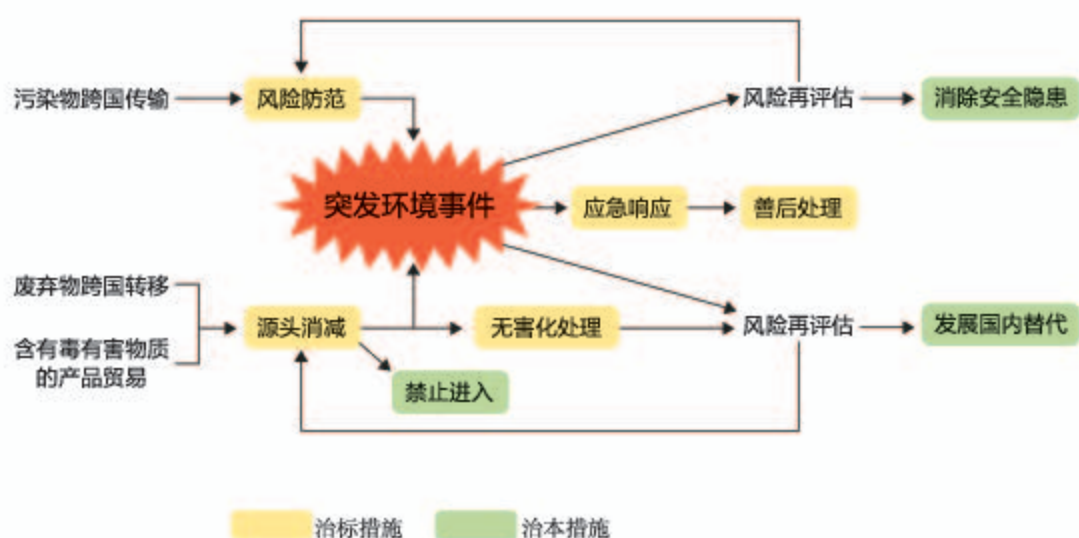 污染物跨国传输
风险防范
风险再评估
消除安全隐患
突发环境事件
应急响应
善后处理
废弃物跨国转移
含有毒有害物质
的产品贸易
源头消减
无害化处理
风险再评估
发展国内替代
禁止进入
治标措施
治本措施